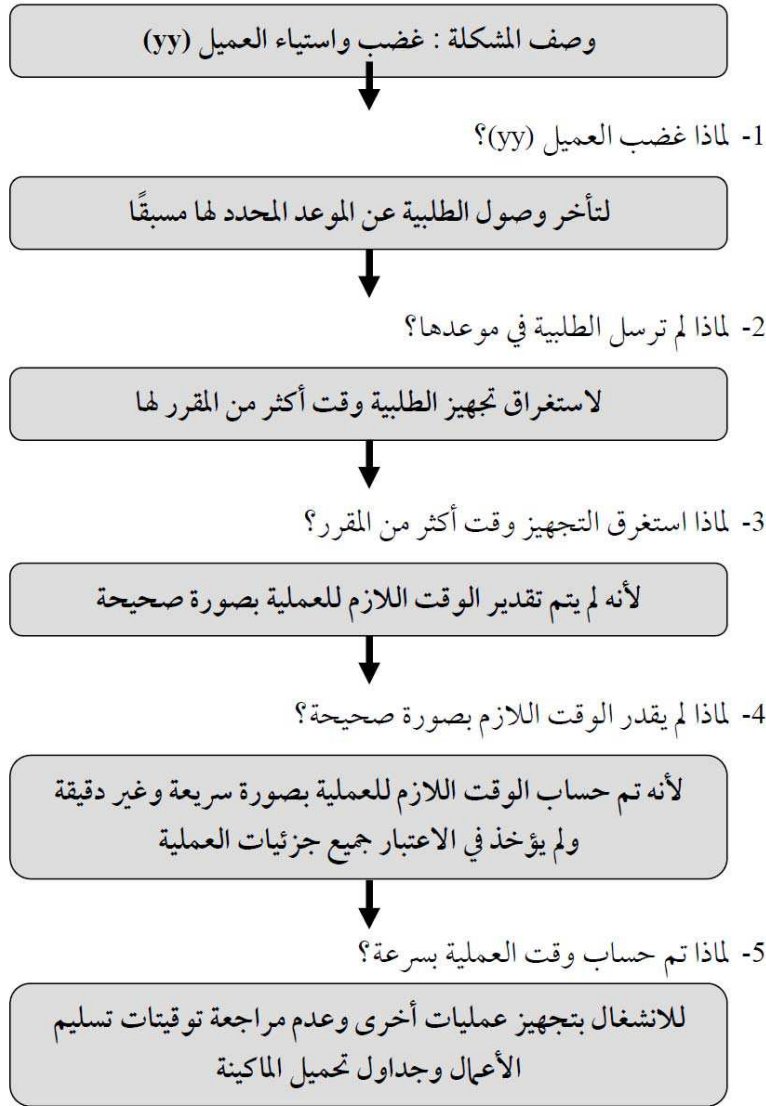 وصف المشكلة : غضب واستياء العميل (yy)
1- لماذا غضب العميل (yy)؟
لتأخر وصول الطلبية عن الموعد المحدد لها مسبقًا
2- لماذا لم ترسل الطلبية في موعدها؟
لاستغراق تجهيز الطلبية وقت أكثر من المقرر لها
3- لماذا استغرق التجهيز وقت أكثر من المقرر؟
لأنه لم يتم تقدير الوقت اللازم للعملية بصورة صحيحة
4- لماذا لم يقدر الوقت اللازم بصورة صحيحة؟
لأنه تم حساب الوقت اللازم للعملية بصورة سريعة وغير دقيقة
ولم يؤخذ في الاعتبار جميع جزئيات العملية
5- لماذا تم حساب وقت العملية بسرعة؟
للانشغال بتجهيز عمليات أخرى وعدم مراجعة توقيتات تسليم
الأعمال وجداول تحميل الماكينة